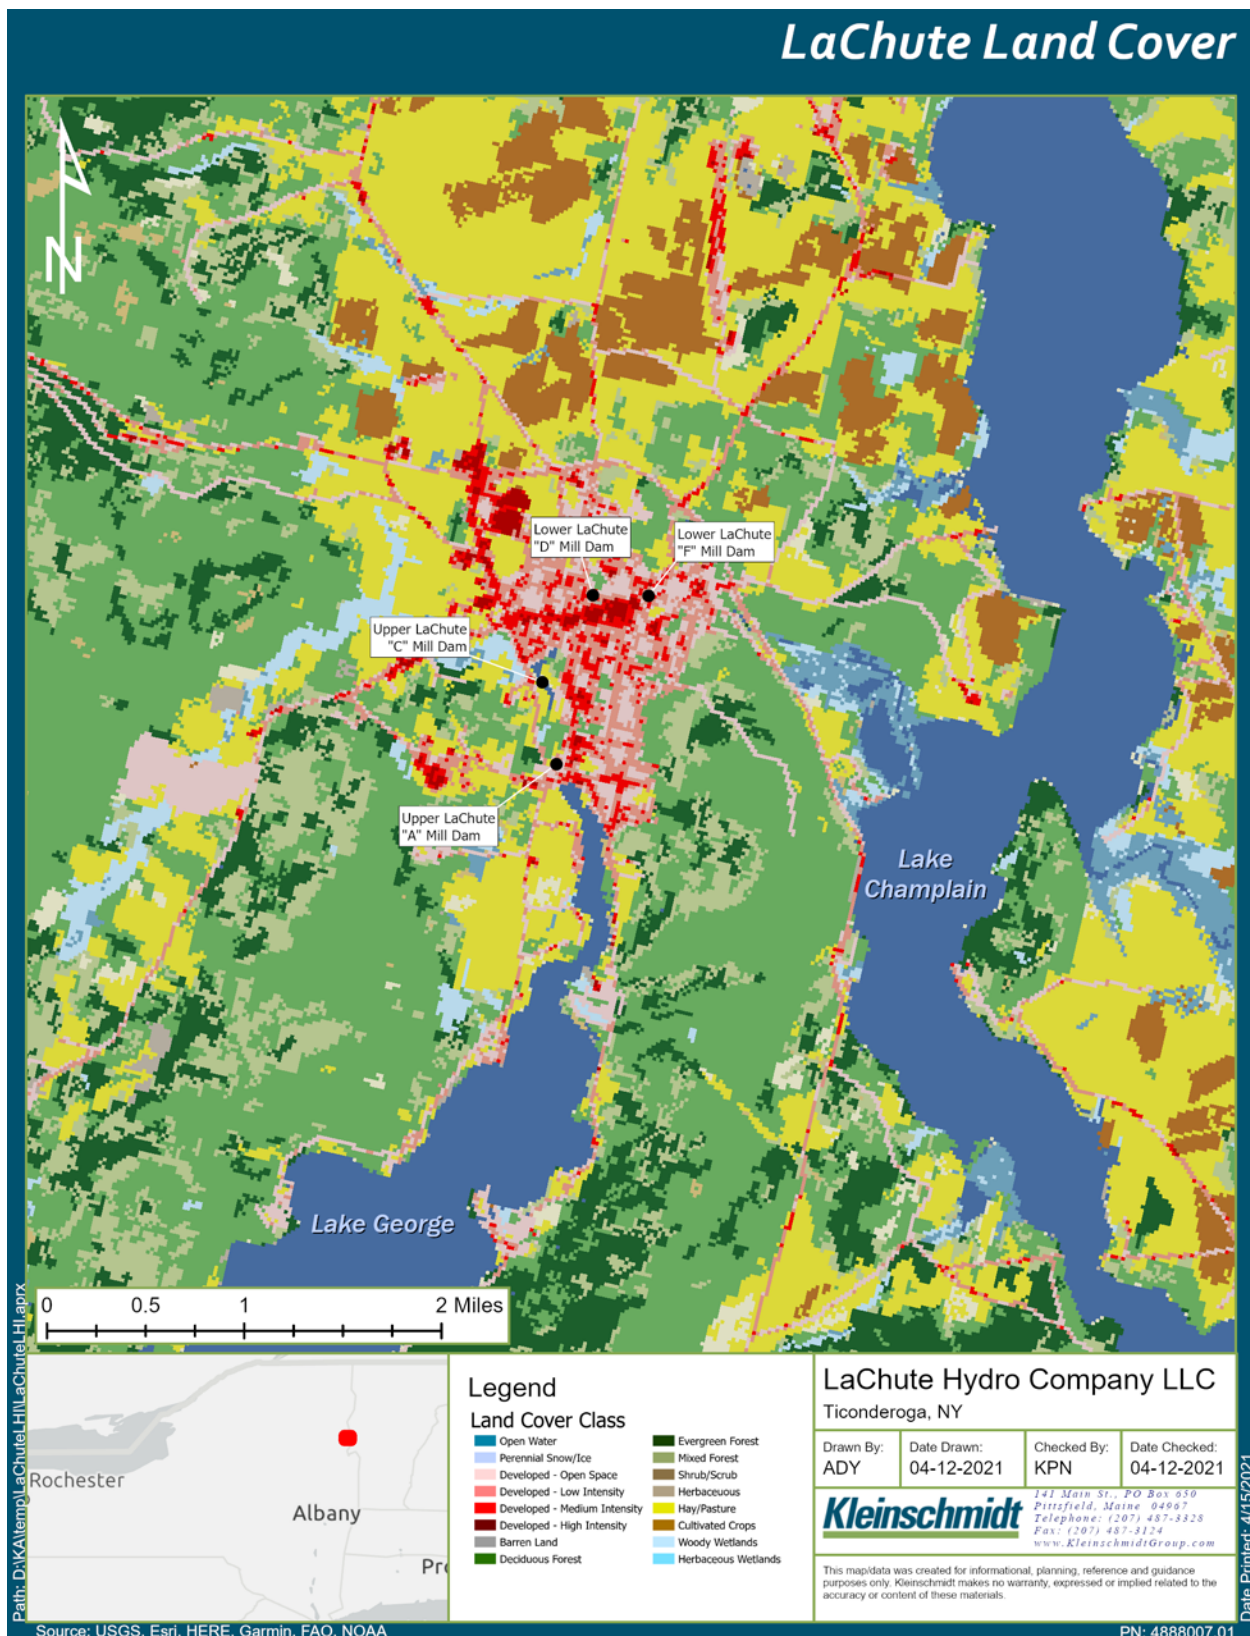 LaChute Land Cover
N
Lower LaChute
"D" Mill Dam
Lower LaChute
"F" Mill Dam
Upper LaChute
"C" Mill Dam
Upper LaChute
"A" Mill Dam
Lake
Champlain
Lake George
0 0.5 1 2 Miles
Path: D:\KA\temp\LaChuteLHI\LaChuteLHI.aprx
Rochester
Albany
Legend
Land Cover Class
Open Water
Perennial Snow/Ice
Developed - Open Space
Developed - Low Intensity
Developed - Medium Intensity
Developed - High Intensity
Barren Land
Deciduous Forest
Evergreen Forest
Mixed Forest
Shrub/Scrub
Herbaceuous
Hay/Pasture
Cultivated Crops
Woody Wetlands
Herbaceous Wetlands
LaChute Hydro Company LLC
Ticonderoga, NY
Drawn By:
ADY
Date Drawn:
04-12-2021
Checked By:
KPN
Date Checked:
04-12-2021
Kleinschmidt
141 Main St., PO Box 650
Pittsfield, Maine 04967
Telephone: (207) 487-3328
Fax: (207) 487-3124
www.KleinschmidtGroup.com
This map/data was created for informational, planning, reference and guidance
purposes only. Kleinschmidt makes no warranty, expressed or implied related to the
accuracy or content of these materials.
Date Printed: 4/15/2021
Source: USGS, Esri, HERE, Garmin, FAO, NOAA
PN: 4888007.01